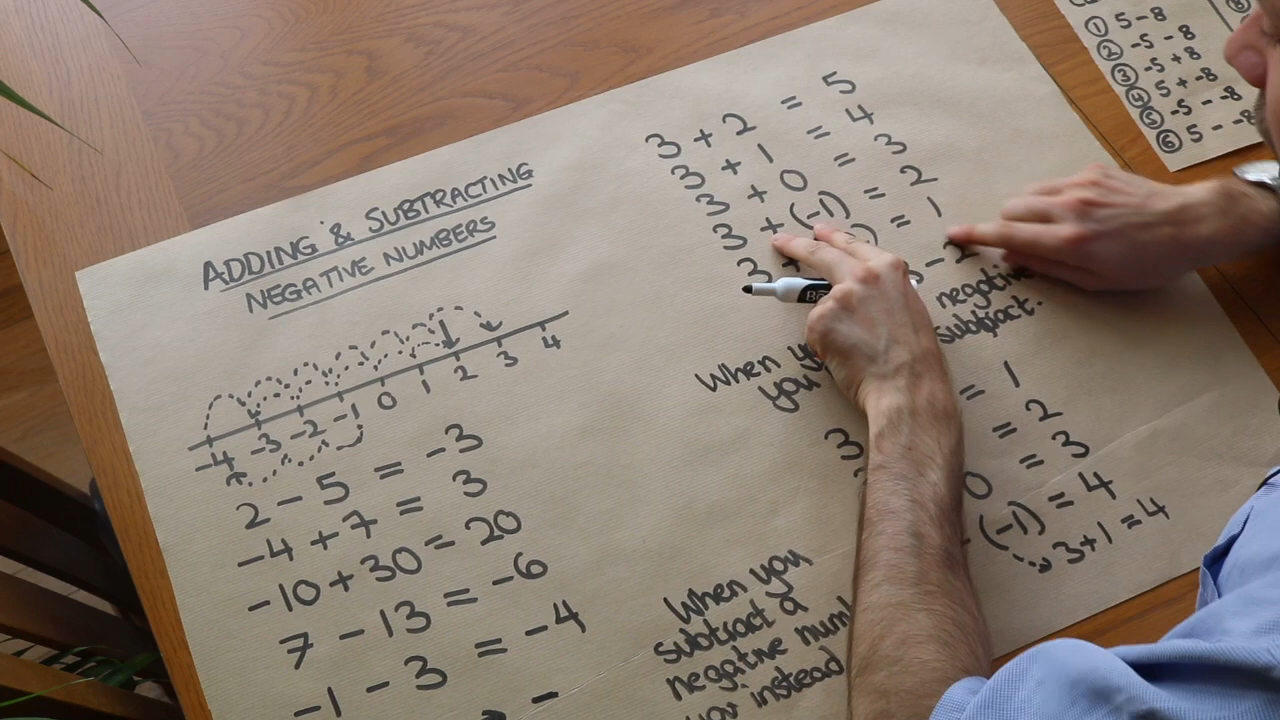 ADDING & SUBTRACTING
NEGATIVE NUMBERS
-4 -3 -2 -1 0 1 2 3 4
2 - 5 = -3
-4 + 7 = 3
-10 + 30 = 20
7 - 13 = -6
-1 - 3 = -4
3 + 2 = 5
3 + 1 = 4
3 + 0 = 3
3 + (-1) = 2
3 = 1
- 2
When negative
you subtract.
3 = 1
= 2
0 = 3
(-1) = 4
3+1 = 4
When you
subtract a
negative
you instead
① 5 - 8
② -5 - 8
③ -5 + 8
④ 5 + -8
⑤ -5 - -8
⑥ 5 - -8